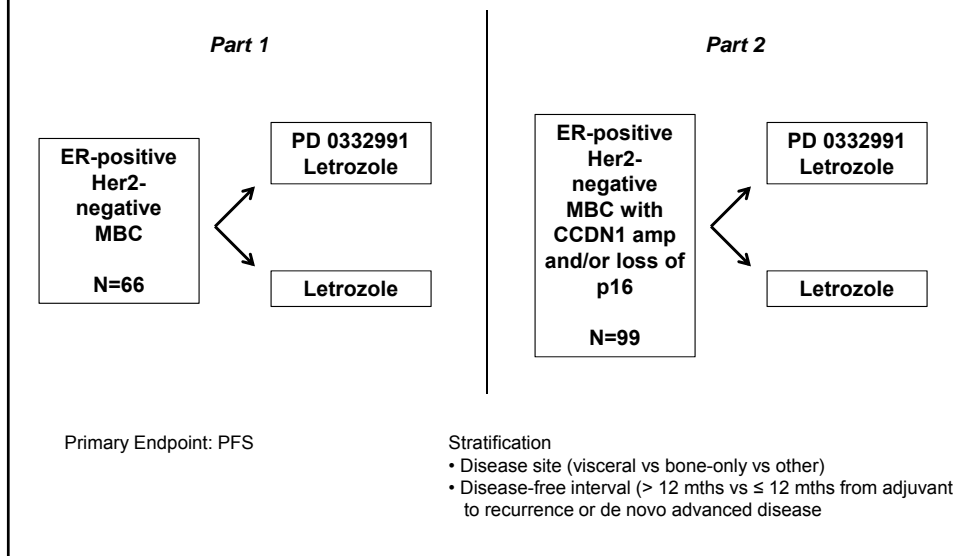 Part 1
ER-positive
Her2-
negative
MBC
N=66
PD 0332991
Letrozole
Letrozole
Part 2
ER-positive
Her2-
negative
MBC with
CCDN1 amp
and/or loss of
p16
N=99
PD 0332991
Letrozole
Letrozole
Primary Endpoint: PFS
Stratification
• Disease site (visceral vs bone-only vs other)
• Disease-free interval (> 12 mths vs ≤ 12 mths from adjuvant
to recurrence or de novo advanced disease